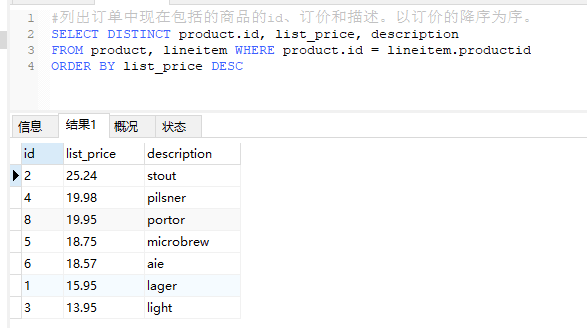 1 #列出订单中现在包括的商品的id、订价和描述。以订价的降序为序。
2 SELECT DISTINCT product.id, list_price, description
3 FROM product, lineitem WHERE product.id = lineitem.productid
4 ORDER BY list_price DESC
信息 结果1 概况 状态
id list_price description
2 25.24 stout
4 19.98 pilsner
8 19.95 portor
5 18.75 microbrew
6 18.57 aie
1 15.95 lager
3 13.95 light